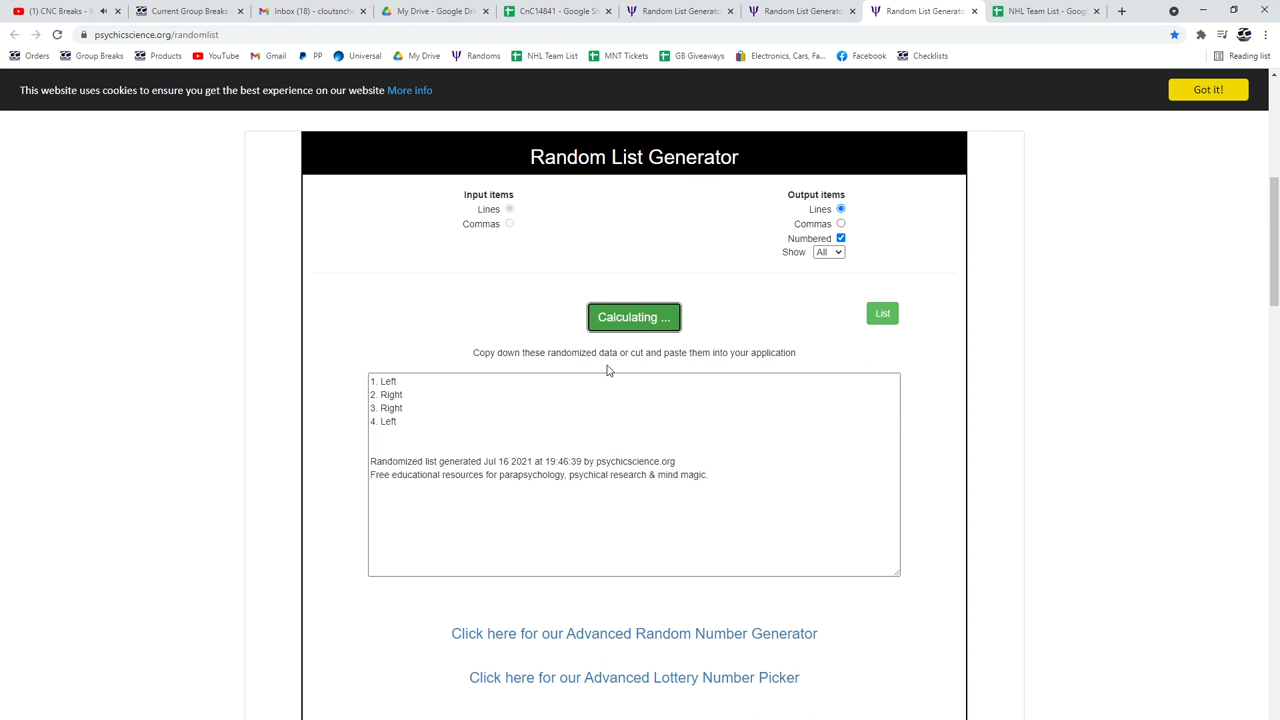 (1) CNC Breaks - Y
Current Group Breaks
Inbox (18) - cloutsnch
My Drive - Google Dri
CnC14841 - Google Sh
Random List Generato
Random List Generato
Random List Generato
NHL Team List - Goog
psychicscience.org/randomlist
Orders
Group Breaks
Products
YouTube
Gmail
PP
Universal
My Drive
Randoms
NHL Team List
MNT Tickets
GB Giveaways
Electronics, Cars, Fa...
Facebook
Checklists
Reading list
This website uses cookies to ensure you get the best experience on our website More info
Got it!
Random List Generator
Input items
Lines
Commas
Output items
Lines
Commas
Numbered
Show All
Calculating ...
List
Copy down these randomized data or cut and paste them into your application
1. Left
2. Right
3. Right
4. Left
Randomized list generated Jul 16 2021 at 19:46:39 by psychicscience.org
Free educational resources for parapsychology, psychical research & mind magic.
Click here for our Advanced Random Number Generator
Click here for our Advanced Lottery Number Picker